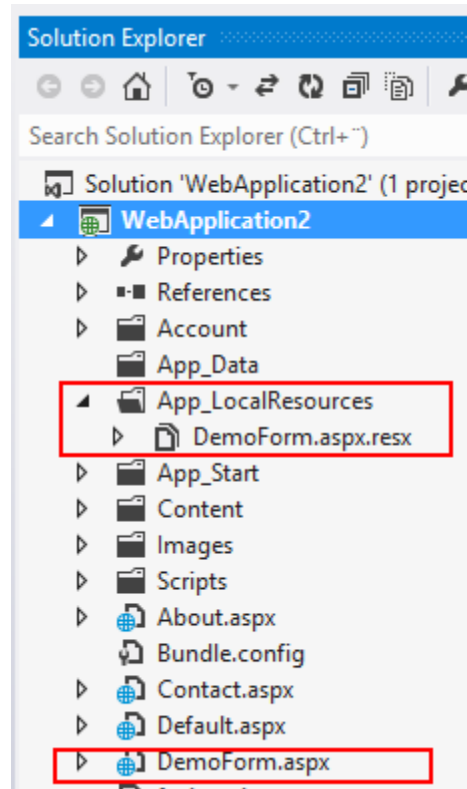 Solution Explorer
Search Solution Explorer (Ctrl+¨)
Solution 'WebApplication2' (1 projec
WebApplication2
Properties
References
Account
App_Data
App_LocalResources
DemoForm.aspx.resx
App_Start
Content
Images
Scripts
About.aspx
Bundle.config
Contact.aspx
Default.aspx
DemoForm.aspx